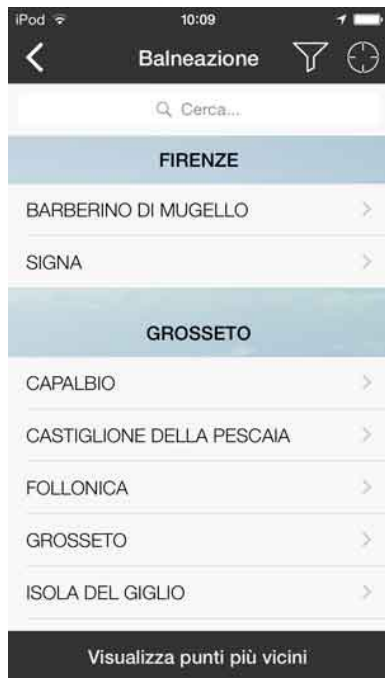 iPod 10:09
Balneazione
Cerca...
FIRENZE
BARBERINO DI MUGELLO
SIGNA
GROSSETO
CAPALBIO
CASTIGLIONE DELLA PESCAIA
FOLLONICA
GROSSETO
ISOLA DEL GIGLIO
Visualizza punti più vicini